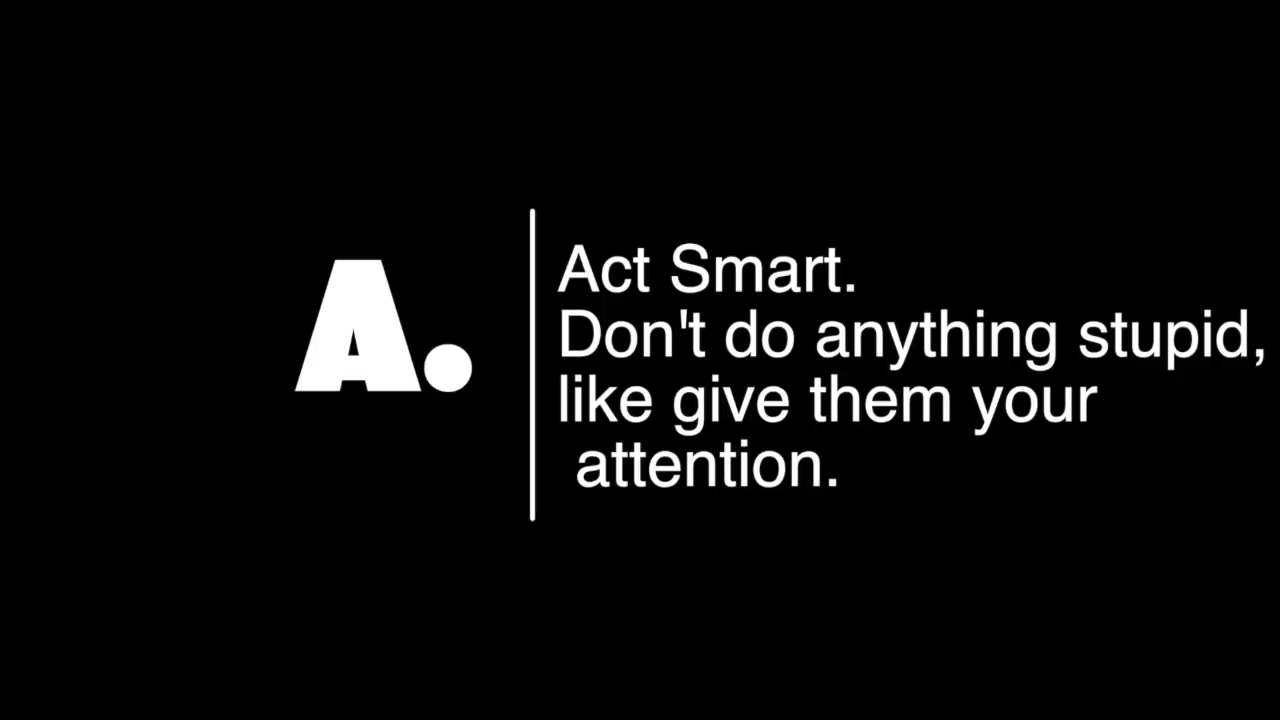 A.
Act Smart.
Don't do anything stupid,
like give them your
attention.